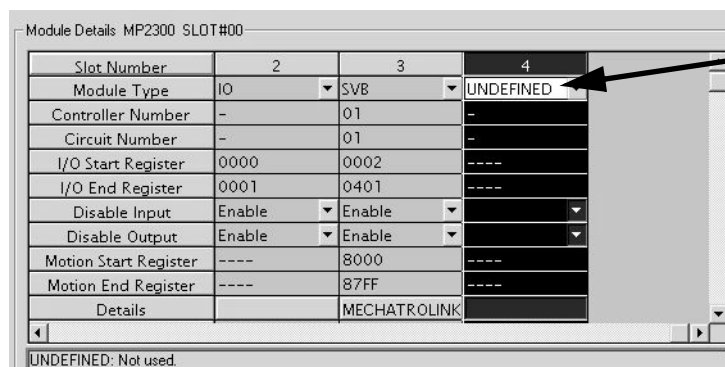 Module Details MP2300 SLOT#00
Slot Number 2 3 4
Module Type IO SVB UNDEFINED
Controller Number - 01 -
Circuit Number - 01 -
I/O Start Register 0000 0002 ----
I/O End Register 0001 0401 ----
Disable Input Enable Enable
Disable Output Enable Enable
Motion Start Register ---- 8000 ----
Motion End Register ---- 87FF ----
Details MECHATROLINK
UNDEFINED: Not used.